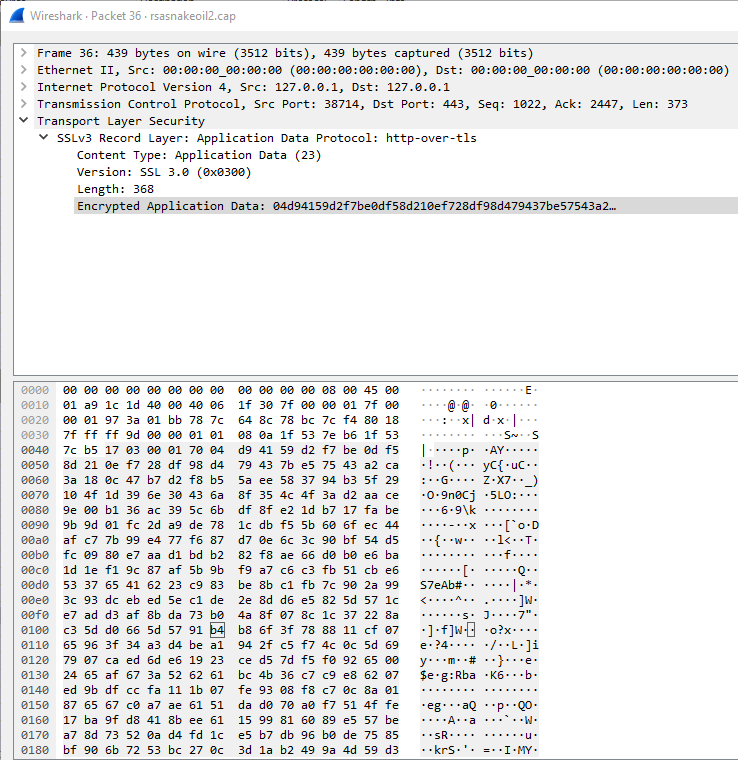 Wireshark · Packet 36 · rsasnakeoil2.cap
Frame 36: 439 bytes on wire (3512 bits), 439 bytes captured (3512 bits)
Ethernet II, Src: 00:00:00_00:00:00 (00:00:00:00:00:00), Dst: 00:00:00_00:00:00 (00:00:00:00:00:00)
Internet Protocol Version 4, Src: 127.0.0.1, Dst: 127.0.0.1
Transmission Control Protocol, Src Port: 38714, Dst Port: 443, Seq: 1022, Ack: 2447, Len: 373
Transport Layer Security
SSLv3 Record Layer: Application Data Protocol: http-over-tls
Content Type: Application Data (23)
Version: SSL 3.0 (0x0300)
Length: 368
Encrypted Application Data: 04d94159d2f7be0df58d210ef728df98d479437be57543a2…
0000 00 00 00 00 00 00 00 00 00 00 00 00 08 00 45 00 ········ ······E·
0010 01 a9 1c 1d 40 00 40 06 1f 30 7f 00 00 01 7f 00 ····@·@· ·0······
0020 00 01 97 3a 01 bb 78 7c 64 8c 78 bc 7c f4 80 18 ···:··x| d·x·|···
0030 7f ff ff 9d 00 00 01 01 08 0a 1f 53 7e b6 1f 53 ········ ···S~··S
0040 7c b5 17 03 00 01 70 04 d9 41 59 d2 f7 be 0d f5 |·····p· ·AY·····
0050 8d 21 0e f7 28 df 98 d4 79 43 7b e5 75 43 a2 ca ·!··(··· yC{·uC··
0060 3a 18 0c 47 b7 d2 f8 b5 5a ee 58 37 94 b3 5f 29 :··G···· Z·X7··_)
0070 10 4f 1d 39 6e 30 43 6a 8f 35 4c 4f 3a d2 aa ce ·O·9n0Cj ·5LO:···
0080 9e 00 b1 36 ac 39 5c 6b df 8f e2 1d b7 17 fa be ···6·9\k ········
0090 9b 9d 01 fc 2d a9 de 78 1c db f5 5b 60 6f ec 44 ····-··x ···[`o·D
00a0 af c7 7b 99 e4 77 f6 87 d7 0e 6c 3c 90 bf 54 d5 ··{··w·· ··l<··T·
00b0 fc 09 80 e7 aa d1 bd b2 82 f8 ae 66 d0 b0 e6 ba ········ ···f····
00c0 1d 1e f1 9c 87 af 5b 9b f9 a7 c6 c3 fb 51 cb e6 ······[· ·····Q··
00d0 53 37 65 41 62 23 c9 83 be 8b c1 fb 7c 90 2a 99 S7eAb#·· ····|·*·
00e0 3c 93 dc eb ed 5e c1 de 2e 8d d6 e5 82 5d 57 1c <····^·· .····]W·
00f0 e7 ad d3 af 8b da 73 b0 4a 8f 07 8c 1c 37 22 8a ······s· J····7"·
0100 c3 5d d0 66 5d 57 91 b4 b8 6f 3f 78 88 11 cf 07 ·]·f]W·· ·o?x····
0110 65 96 3f 34 a3 d4 be a1 94 2f c5 f7 4c 0c 5d 69 e·?4···· ·/··L·]i
0120 79 07 ca ed 6d e6 19 23 ce d5 7d f5 f0 92 65 00 y···m··# ··}···e·
0130 24 65 af 67 3a 52 62 61 bc 4b 36 c7 c9 e8 62 07 $e·g:Rba ·K6···b·
0140 ed 9b df cc fa 11 1b 07 fe 93 08 f8 c7 0c 8a 01 ········ ········
0150 87 65 67 c0 a7 ae 61 51 da d0 70 a0 f7 51 4f fe ·eg···aQ ··p··QO·
0160 17 ba 9f d8 41 8b ee 61 15 99 81 60 89 e5 57 be ····A··a ···`··W·
0170 a7 8d 73 52 0a d4 fd 1c e5 b7 db 96 b0 de 75 85 ··sR···· ······u·
0180 bf 90 6b 72 53 bc 27 0c 3d 1a b2 49 9a 4d 59 d3 ··krS·'· =··I·MY·